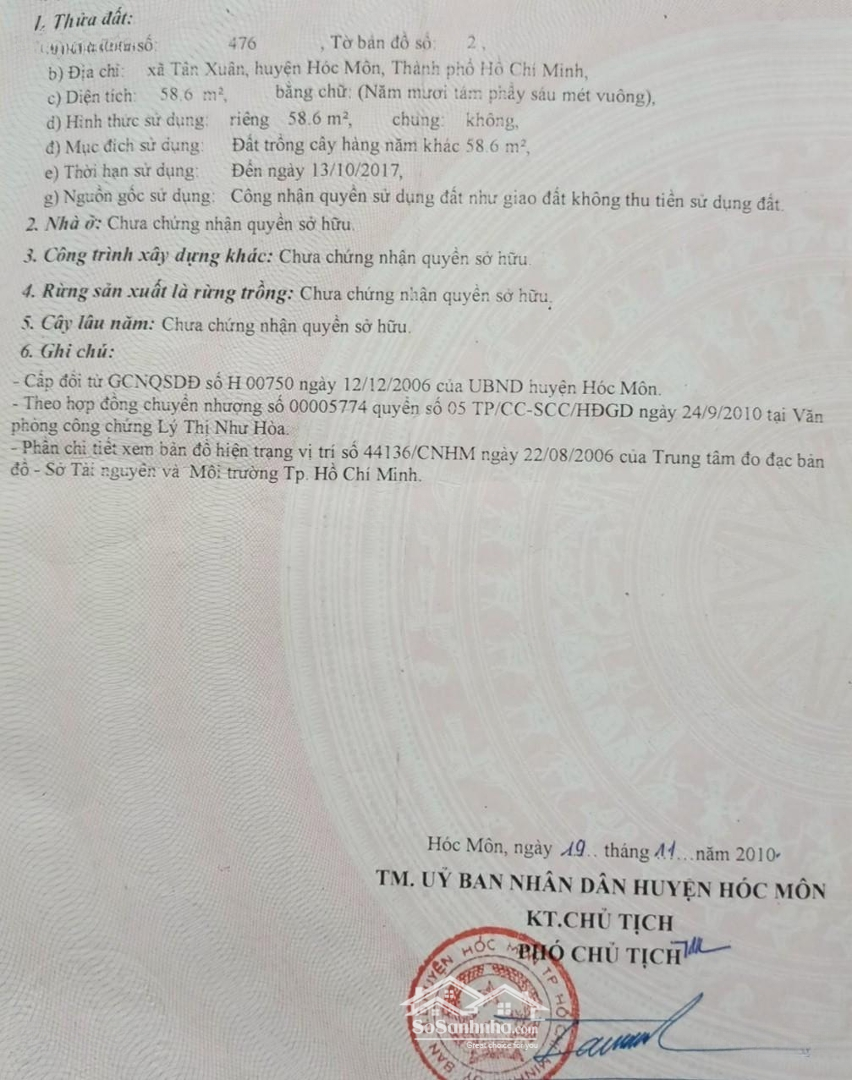 1. Thửa đất:
số: 476 , Tờ bản đồ số: 2 ,
b) Địa chỉ: xã Tân Xuân, huyện Hóc Môn, Thành phố Hồ Chí Minh,
c) Diện tích: 58.6 m², bằng chữ: (Năm mươi tám phẩy sáu mét vuông),
d) Hình thức sử dụng: riêng 58.6 m², chung: không,
đ) Mục đích sử dụng: Đất trồng cây hàng năm khác 58.6 m²,
e) Thời hạn sử dụng: Đến ngày 13/10/2017,
g) Nguồn gốc sử dụng: Công nhận quyền sử dụng đất như giao đất không thu tiền sử dụng đất.
2. Nhà ở: Chưa chứng nhận quyền sở hữu.
3. Công trình xây dựng khác: Chưa chứng nhận quyền sở hữu.
4. Rừng sản xuất là rừng trồng: Chưa chứng nhận quyền sở hữu.
5. Cây lâu năm: Chưa chứng nhận quyền sở hữu.
6. Ghi chú:
- Cấp đổi từ GCNQSDĐ số H 00750 ngày 12/12/2006 của UBND huyện Hóc Môn.
- Theo hợp đồng chuyển nhượng số 00005774 quyển số 05 TP/CC-SCC/HĐGD ngày 24/9/2010 tại Văn
phòng công chứng Lý Thị Như Hòa.
- Phần chi tiết xem bản đồ hiện trạng vị trí số 44136/CNHM ngày 22/08/2006 của Trung tâm đo đạc bản
đồ - Sở Tài nguyên và Môi trường Tp. Hồ Chí Minh.
Hóc Môn, ngày 19.. tháng 11...năm 2010
TM. UỶ BAN NHÂN DÂN HUYỆN HÓC MÔN
KT.CHỦ TỊCH
PHÓ CHỦ TỊCH
SoSanhnha.com
Great choice for you